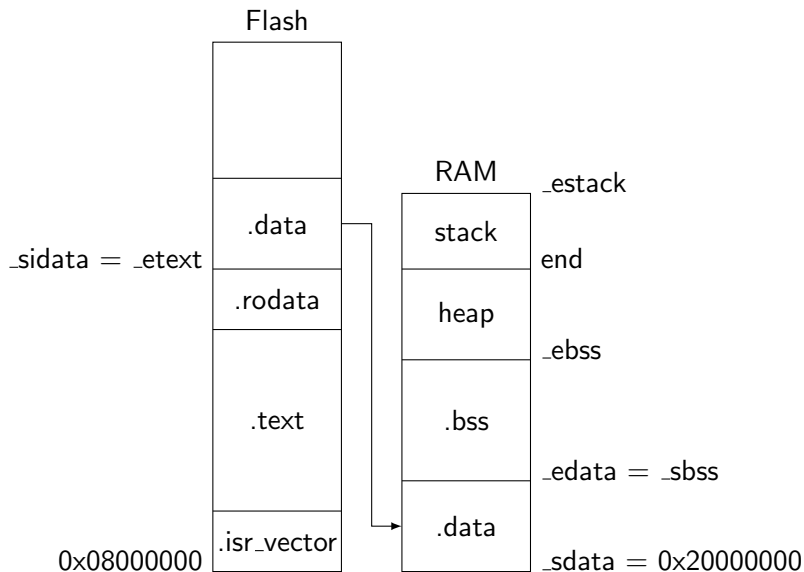 Flash
RAM
_estack
.data
stack
_sidata = _etext
end
.rodata
heap
_ebss
.text
.bss
_edata = _sbss
.isr_vector
.data
0x08000000
_sdata = 0x20000000